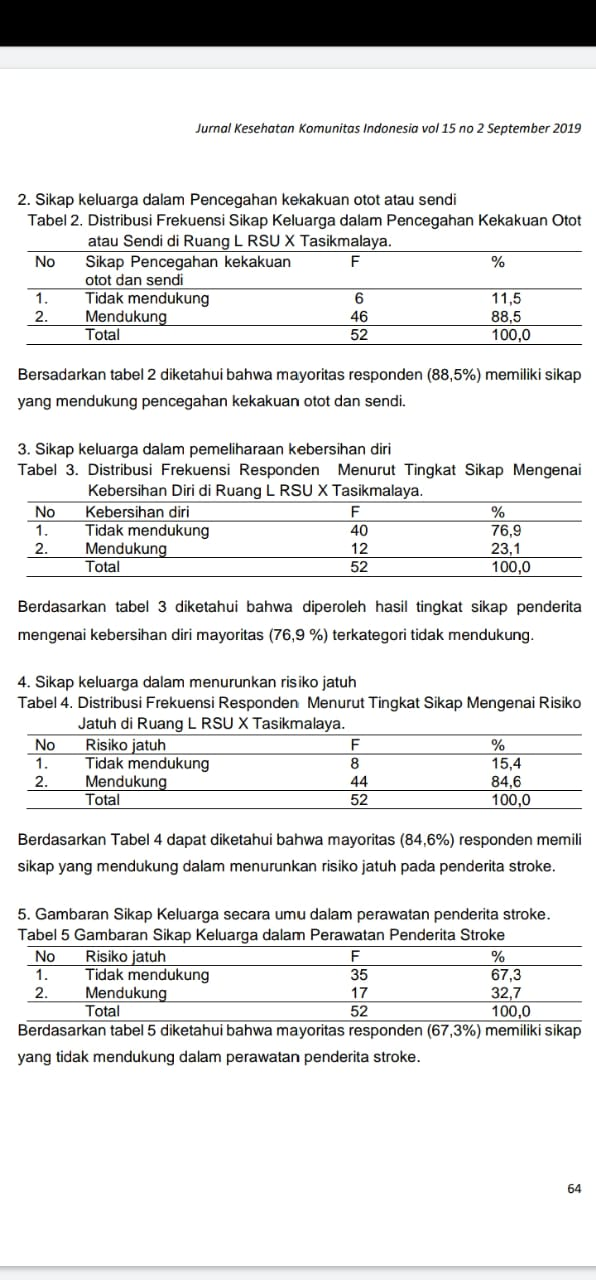 Jurnal Kesehatan Komunitas Indonesia vol 15 no 2 September 2019
2. Sikap keluarga dalam Pencegahan kekakuan otot atau sendi
Tabel 2. Distribusi Frekuensi Sikap Keluarga dalam Pencegahan Kekakuan Otot
atau Sendi di Ruang L RSU X Tasikmalaya.
No Sikap Pencegahan kekakuan F %
otot dan sendi
1. Tidak mendukung 6 11,5
2. Mendukung 46 88,5
Total 52 100,0
Bersadarkan tabel 2 diketahui bahwa mayoritas responden (88,5%) memiliki sikap
yang mendukung pencegahan kekakuan otot dan sendi.
3. Sikap keluarga dalam pemeliharaan kebersihan diri
Tabel 3. Distribusi Frekuensi Responden Menurut Tingkat Sikap Mengenai
Kebersihan Diri di Ruang L RSU X Tasikmalaya.
No Kebersihan diri F %
1. Tidak mendukung 40 76,9
2. Mendukung 12 23,1
Total 52 100,0
Berdasarkan tabel 3 diketahui bahwa diperoleh hasil tingkat sikap penderita
mengenai kebersihan diri mayoritas (76,9 %) terkategori tidak mendukung.
4. Sikap keluarga dalam menurunkan risiko jatuh
Tabel 4. Distribusi Frekuensi Responden Menurut Tingkat Sikap Mengenai Risiko
Jatuh di Ruang L RSU X Tasikmalaya.
No Risiko jatuh F %
1. Tidak mendukung 8 15,4
2. Mendukung 44 84,6
Total 52 100,0
Berdasarkan Tabel 4 dapat diketahui bahwa mayoritas (84,6%) responden memili
sikap yang mendukung dalam menurunkan risiko jatuh pada penderita stroke.
5. Gambaran Sikap Keluarga secara umu dalam perawatan penderita stroke.
Tabel 5 Gambaran Sikap Keluarga dalam Perawatan Penderita Stroke
No Risiko jatuh F %
1. Tidak mendukung 35 67,3
2. Mendukung 17 32,7
Total 52 100,0
Berdasarkan tabel 5 diketahui bahwa mayoritas responden (67,3%) memiliki sikap
yang tidak mendukung dalam perawatan penderita stroke.
64